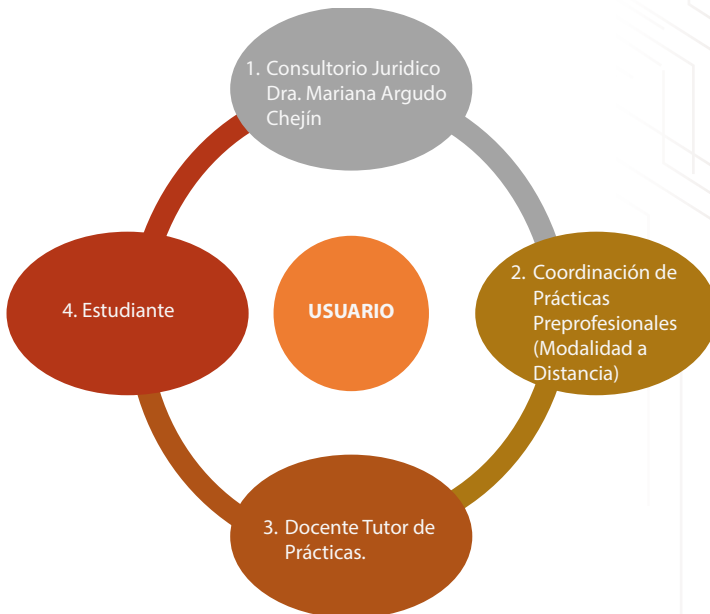 1. Consultorio Juridico
Dra. Mariana Argudo
Chejín
2. Coordinación de
Prácticas
Preprofesionales
(Modalidad a
Distancia)
USUARIO
4. Estudiante
3. Docente Tutor de
Prácticas.